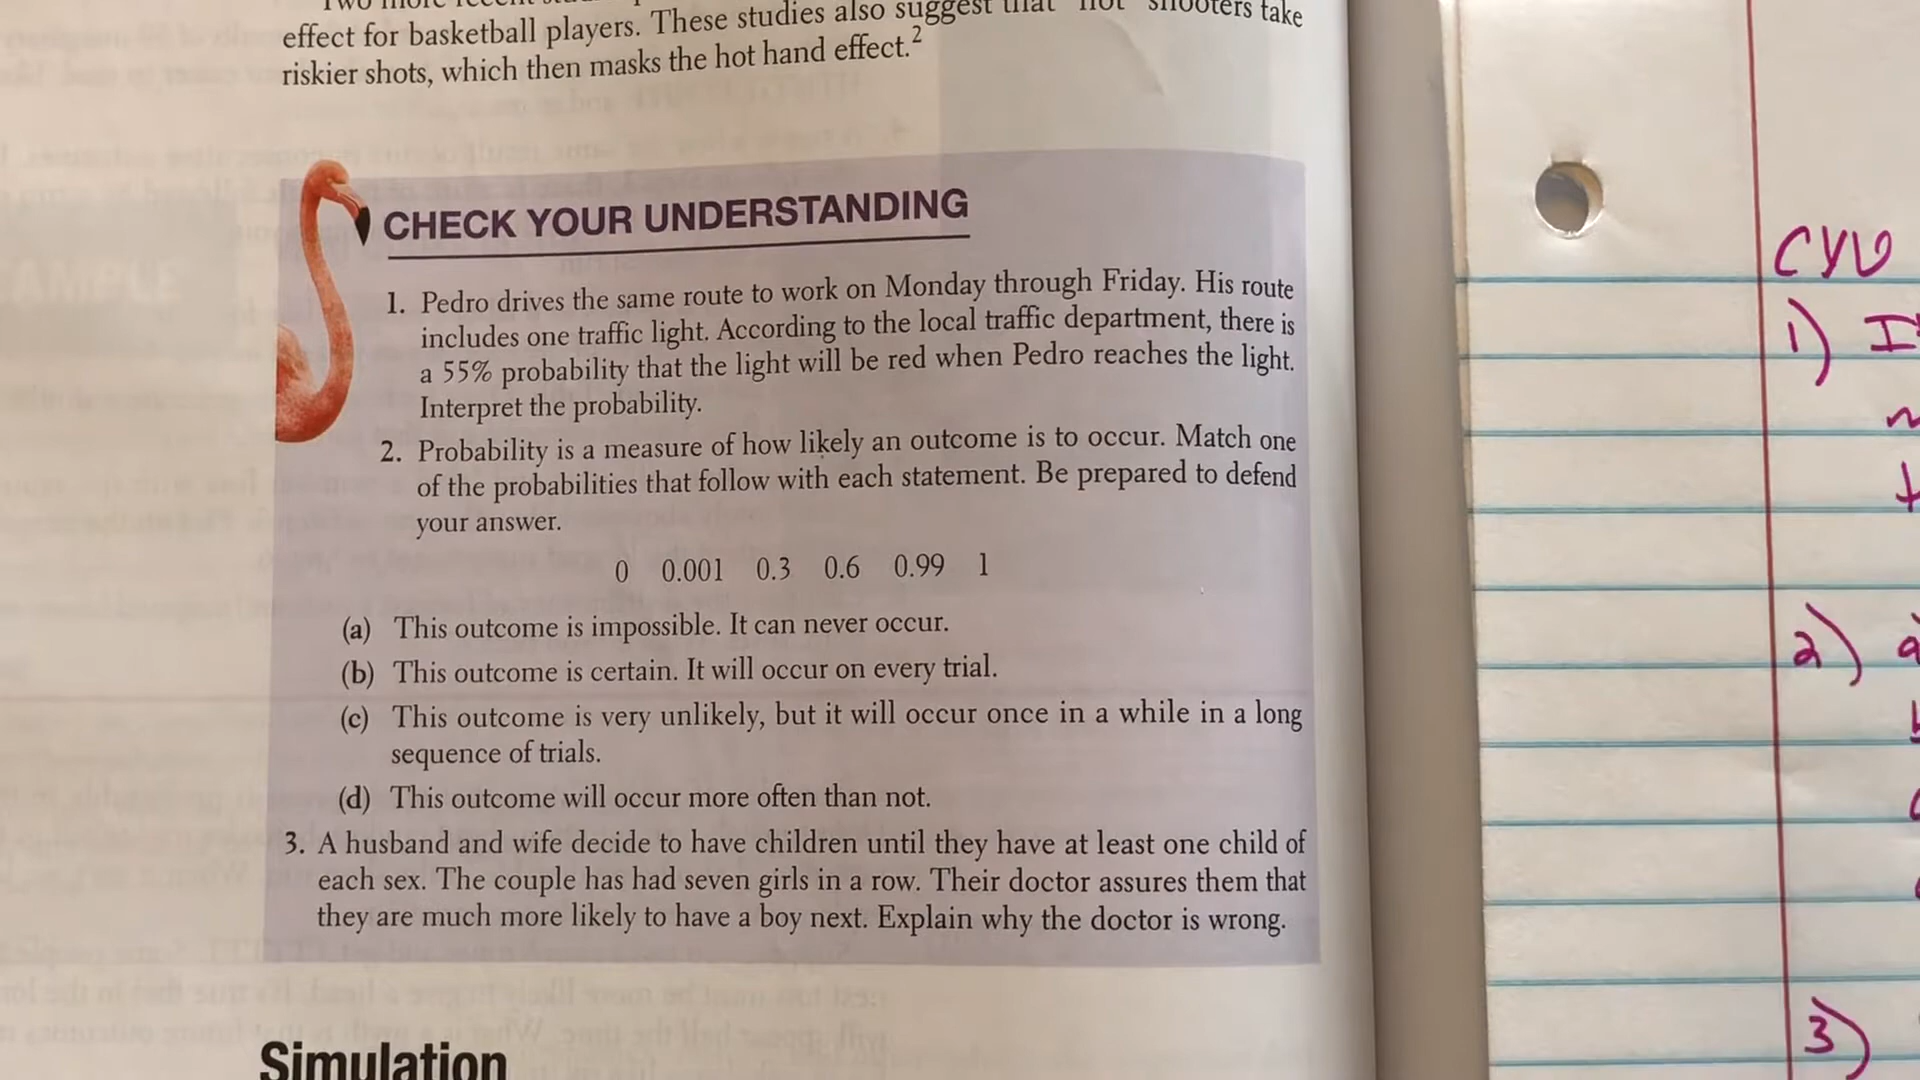 effect for basketball players. These studies also suggest that "hot" shooters take
riskier shots, which then masks the hot hand effect.2
CHECK YOUR UNDERSTANDING
1. Pedro drives the same route to work on Monday through Friday. His route
includes one traffic light. According to the local traffic department, there is
a 55% probability that the light will be red when Pedro reaches the light.
Interpret the probability.
2. Probability is a measure of how likely an outcome is to occur. Match one
of the probabilities that follow with each statement. Be prepared to defend
your answer.
0 0.001 0.3 0.6 0.99 1
(a) This outcome is impossible. It can never occur.
(b) This outcome is certain. It will occur on every trial.
(c) This outcome is very unlikely, but it will occur once in a while in a long
sequence of trials.
(d) This outcome will occur more often than not.
3. A husband and wife decide to have children until they have at least one child of
each sex. The couple has had seven girls in a row. Their doctor assures them that
they are much more likely to have a boy next. Explain why the doctor is wrong.
Simulation
CYU
1)
2)
3)